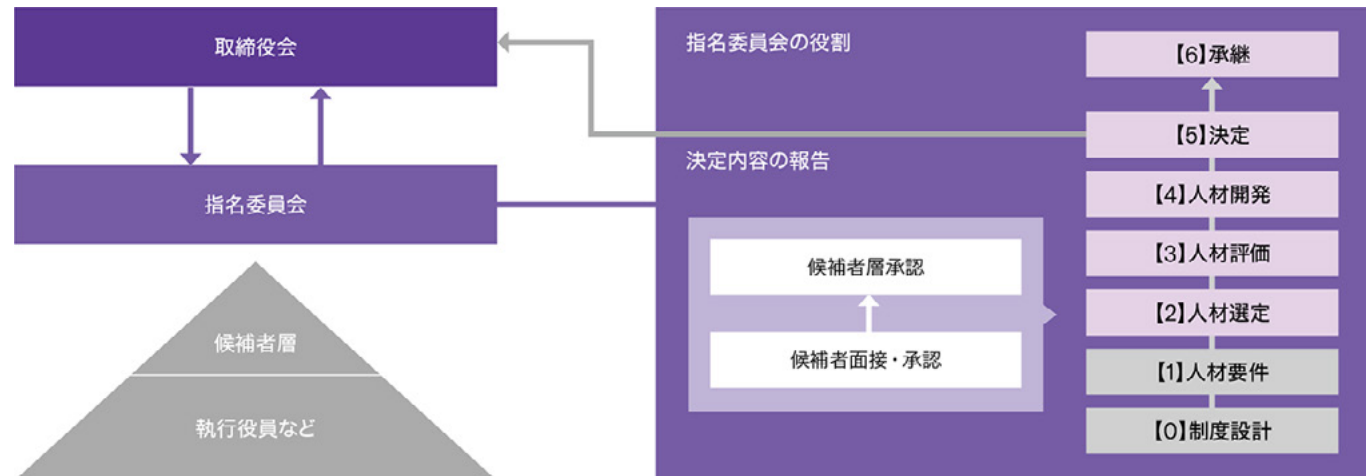 取締役会
指名委員会
候補者層
執行役員など
指名委員会の役割
決定内容の報告
候補者層承認
候補者面接・承認
【6】承継
【5】決定
【4】人材開発
【3】人材評価
【2】人材選定
【1】人材要件
【0】制度設計